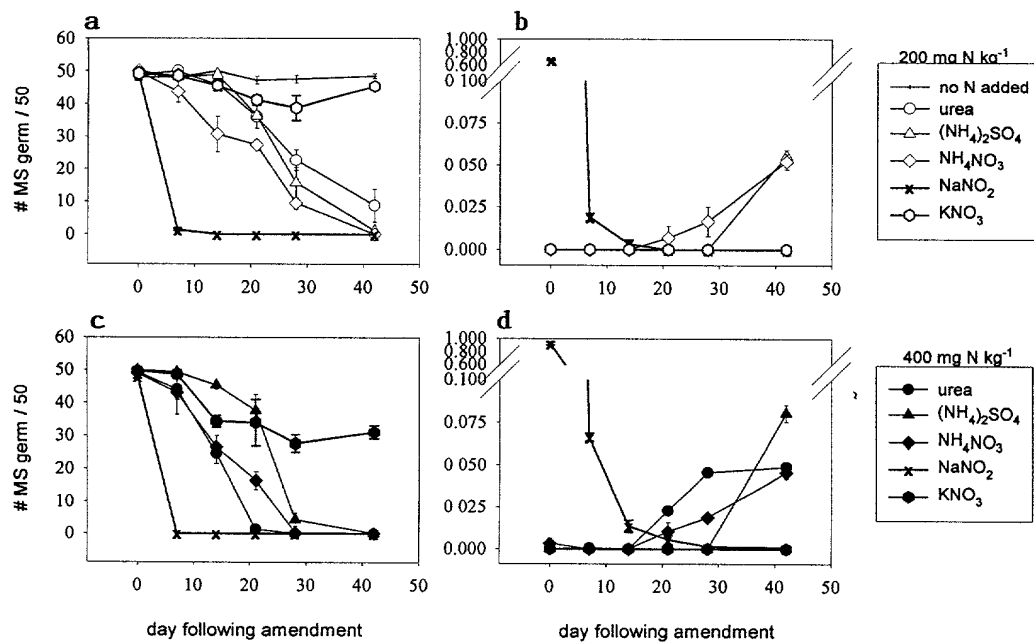 a
60
50
40
30
20
10
0
# MS germ / 50
0 10 20 30 40 50
b
1.000
0.800
0.600
0.100
0.075
0.050
0.025
0.000
0 10 20 30 40 50
200 mg N kg-1
no N added
urea
(NH4)2SO4
NH4NO3
NaNO2
KNO3
c
60
50
40
30
20
10
0
# MS germ / 50
0 10 20 30 40 50
day following amendment
d
1.000
0.800
0.600
0.100
0.075
0.050
0.025
0.000
0 10 20 30 40 50
day following amendment
400 mg N kg-1
urea
(NH4)2SO4
NH4NO3
NaNO2
KNO3